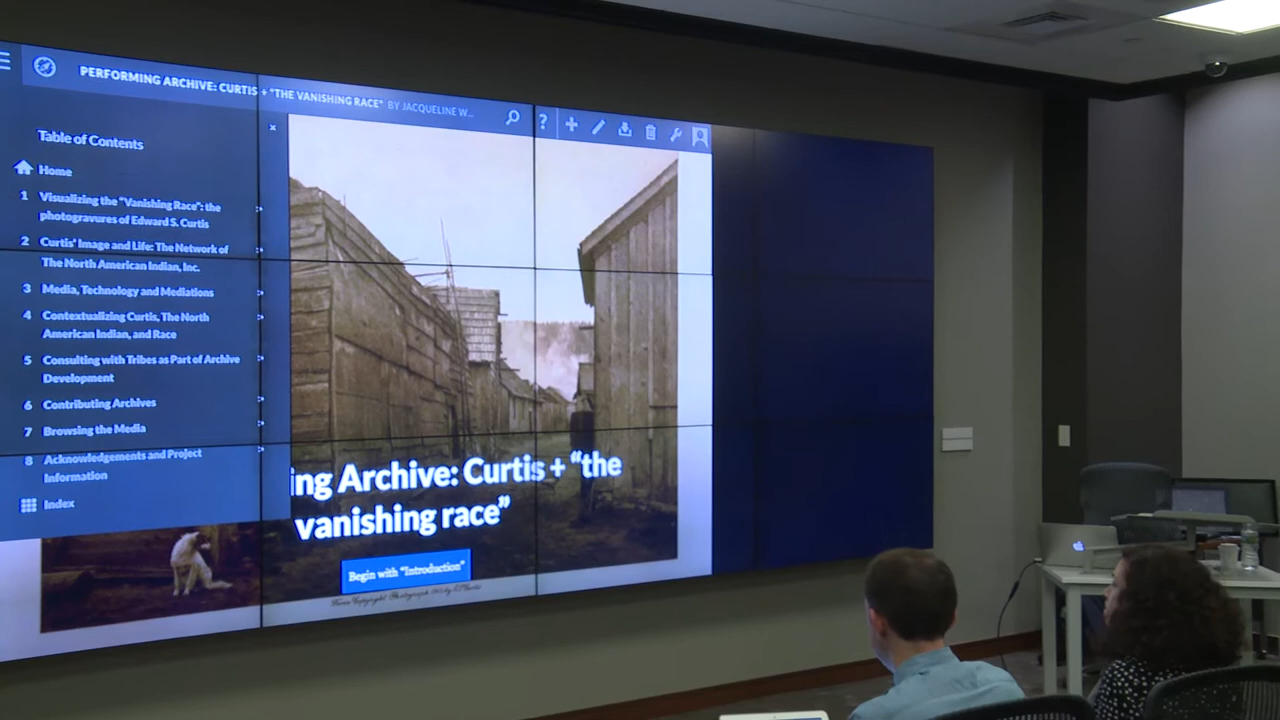 PERFORMING ARCHIVE: CURTIS + "THE VANISHING RACE" BY JACQUELINE W...
?
Table of Contents
Home
1 Visualizing the "Vanishing Race": the
photogravures of Edward S. Curtis
2 Curtis' Image and Life: The Network of
The North American Indian, Inc.
3 Media, Technology and Mediations
4 Contextualizing Curtis, The North
American Indian, and Race
5 Consulting with Tribes as Part of Archive
Development
6 Contributing Archives
7 Browsing the Media
8 Acknowledgements and Project
Information
Index
ing Archive: Curtis + “the
vanishing race”
Begin with “Introduction”